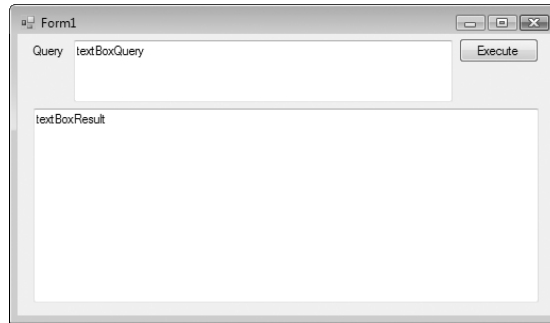 Form1
Query
textBoxQuery
Execute
textBoxResult